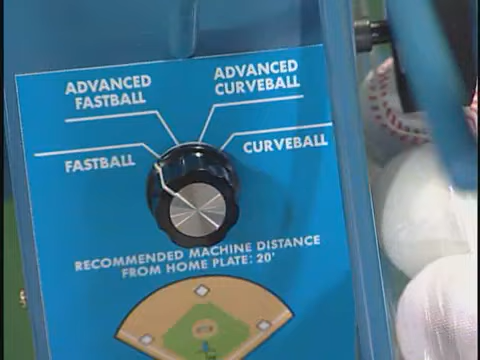 ADVANCED
FASTBALL
ADVANCED
CURVEBALL
FASTBALL
CURVEBALL
RECOMMENDED MACHINE DISTANCE
FROM HOME PLATE: 20'